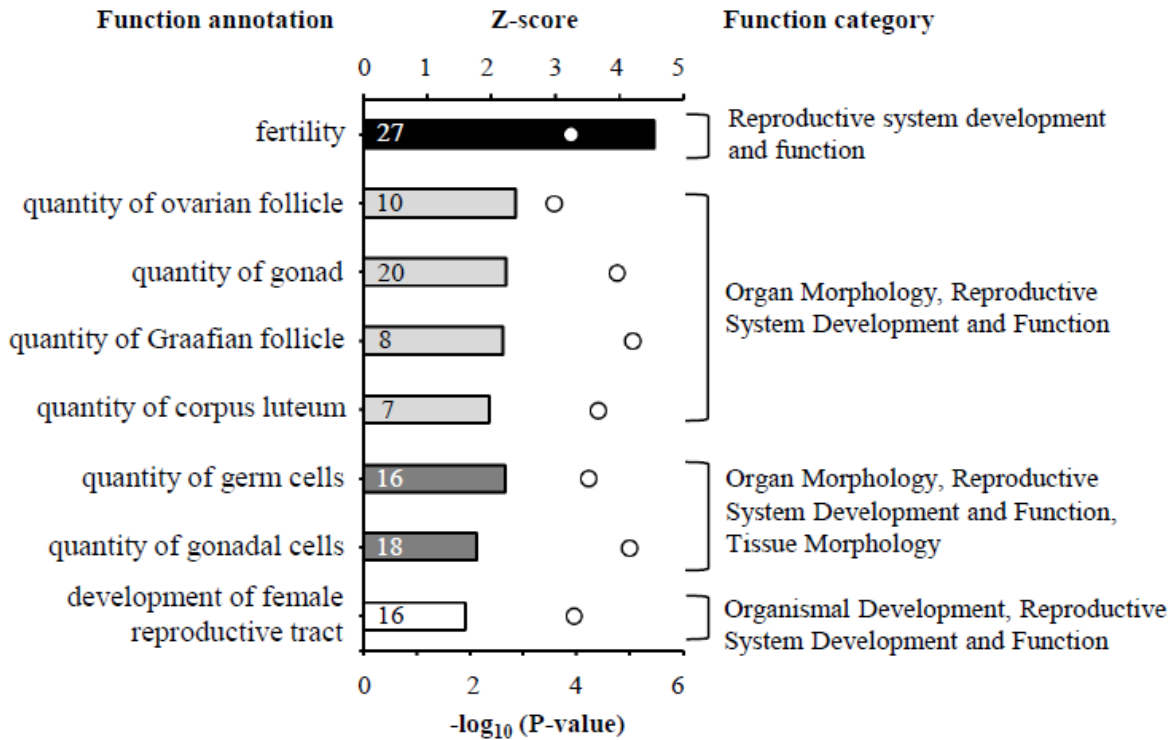 Function annotation
Z-score
Function category
0 1 2 3 4 5
fertility
27
Reproductive system development
and function
quantity of ovarian follicle
10
quantity of gonad
20
quantity of Graafian follicle
8
quantity of corpus luteum
7
Organ Morphology, Reproductive
System Development and Function
quantity of germ cells
16
quantity of gonadal cells
18
Organ Morphology, Reproductive
System Development and Function,
Tissue Morphology
development of female
reproductive tract
16
Organismal Development, Reproductive
System Development and Function
0 2 4 6
-log10 (P-value)